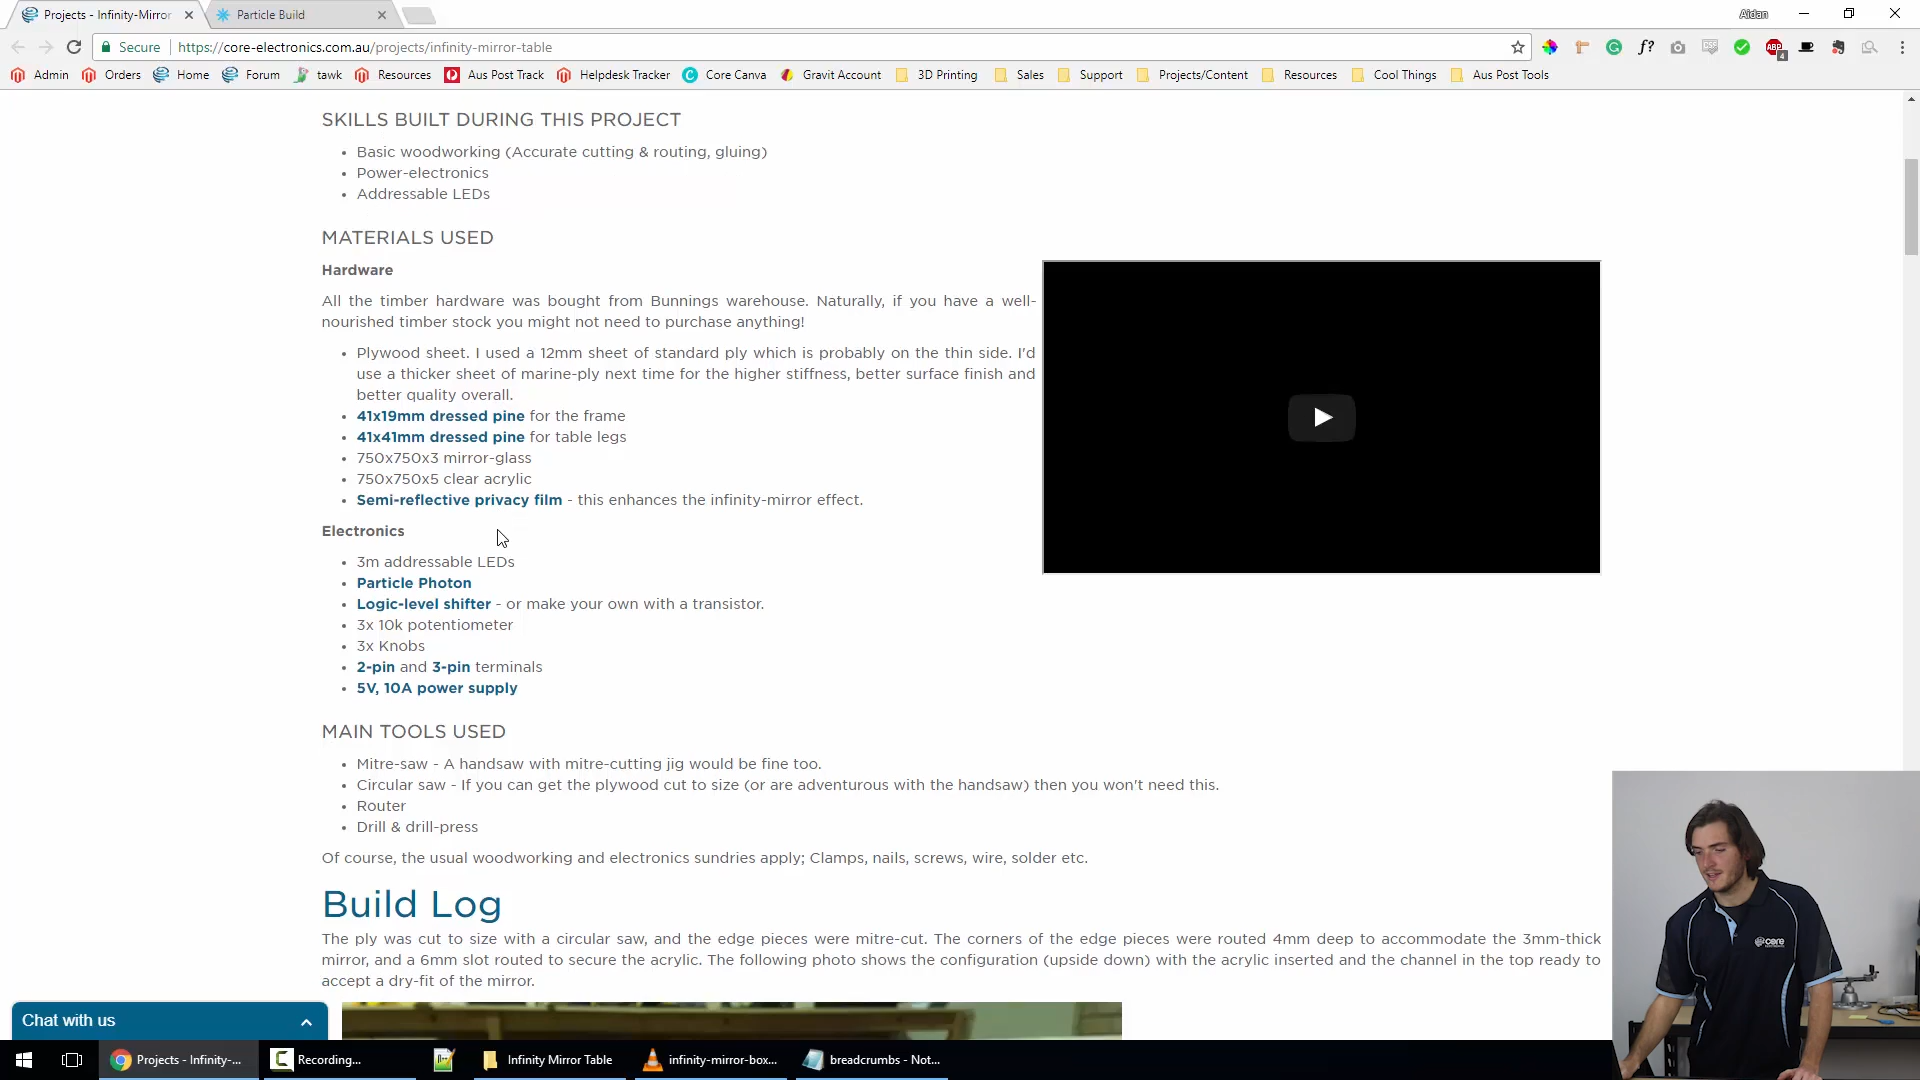 Projects - Infinity-Mirror
Particle Build
Aidan
Secure
https://core-electronics.com.au/projects/infinity-mirror-table
f?
ABP
4
Admin
Orders
Home
Forum
tawk
Resources
Aus Post Track
Helpdesk Tracker
Core Canva
Gravit Account
3D Printing
Sales
Support
Projects/Content
Resources
Cool Things
Aus Post Tools
SKILLS BUILT DURING THIS PROJECT
Basic woodworking (Accurate cutting & routing, gluing)
Power-electronics
Addressable LEDs
MATERIALS USED
Hardware
All the timber hardware was bought from Bunnings warehouse. Naturally, if you have a well-
nourished timber stock you might not need to purchase anything!
Plywood sheet. I used a 12mm sheet of standard ply which is probably on the thin side. I'd
use a thicker sheet of marine-ply next time for the higher stiffness, better surface finish and
better quality overall.
41x19mm dressed pine for the frame
41x41mm dressed pine for table legs
750x750x3 mirror-glass
750x750x5 clear acrylic
Semi-reflective privacy film - this enhances the infinity-mirror effect.
Electronics
3m addressable LEDs
Particle Photon
Logic-level shifter - or make your own with a transistor.
3x 10k potentiometer
3x Knobs
2-pin and 3-pin terminals
5V, 10A power supply
MAIN TOOLS USED
Mitre-saw - A handsaw with mitre-cutting jig would be fine too.
Circular saw - If you can get the plywood cut to size (or are adventurous with the handsaw) then you won't need this.
Router
Drill & drill-press
Of course, the usual woodworking and electronics sundries apply; Clamps, nails, screws, wire, solder etc.
Build Log
The ply was cut to size with a circular saw, and the edge pieces were mitre-cut. The corners of the edge pieces were routed 4mm deep to accommodate the 3mm-thick
mirror, and a 6mm slot routed to secure the acrylic. The following photo shows the configuration (upside down) with the acrylic inserted and the channel in the top ready to
accept a dry-fit of the mirror.
core
Chat with us
Projects - Infinity-...
Recording...
Infinity Mirror Table
infinity-mirror-box...
breadcrumbs - Not...